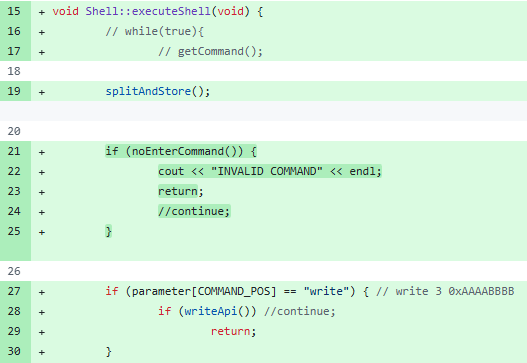 15 + void Shell::executeShell(void) {
16 + // while(true){
17 + // getCommand();
18
19 + splitAndStore();
20
21 + if (noEnterCommand()) {
22 + cout << "INVALID COMMAND" << endl;
23 + return;
24 + //continue;
25 + }
26
27 + if (parameter[COMMAND_POS] == "write") { // write 3 0xAAAABBBB
28 + if (writeApi()) //continue;
29 + return;
30 + }